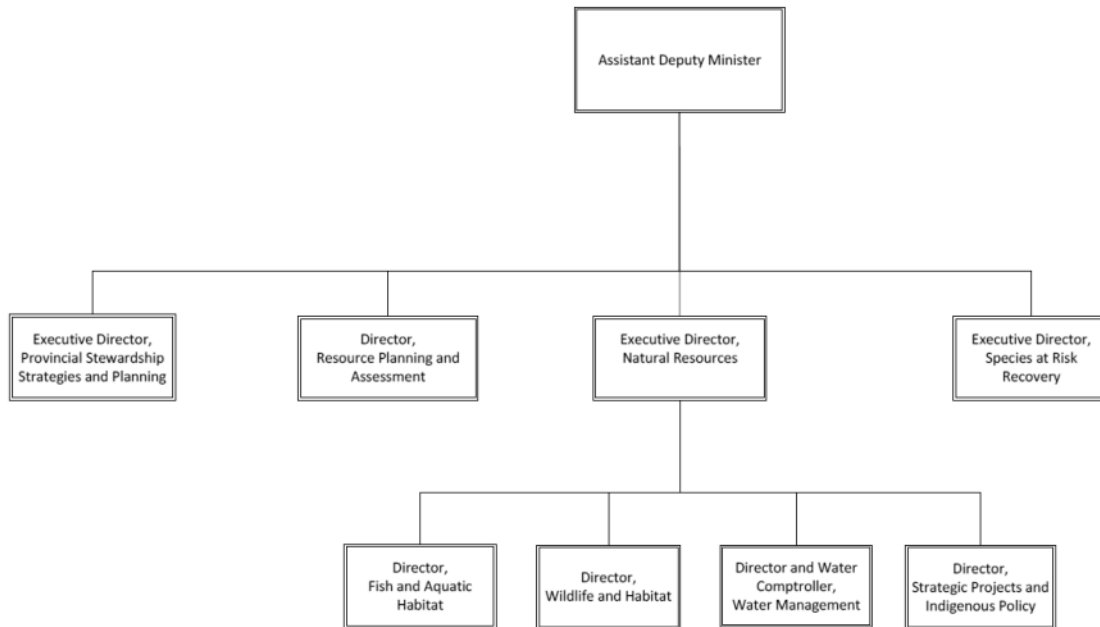 Assistant Deputy Minister
Executive Director,
Provincial Stewardship
Strategies and Planning
Director,
Resource Planning and
Assessment
Executive Director,
Natural Resources
Executive Director,
Species at Risk
Recovery
Director,
Fish and Aquatic
Habitat
Director,
Wildlife and Habitat
Director and Water
Comptroller,
Water Management
Director,
Strategic Projects and
Indigenous Policy